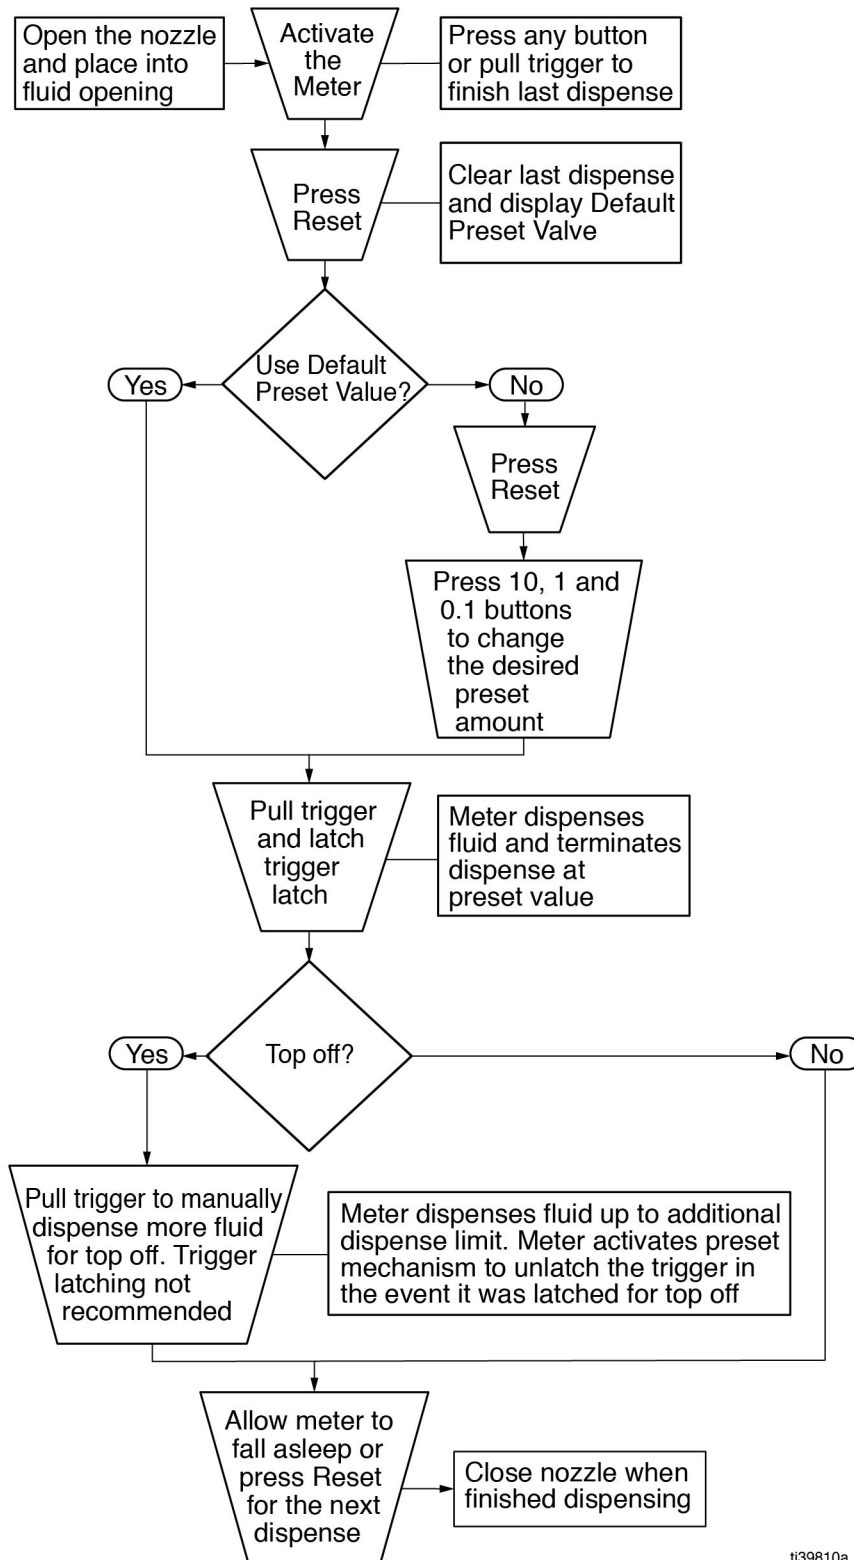 Open the nozzle
and place into
fluid opening
Activate
the
Meter
Press any button
or pull trigger to
finish last dispense
Press
Reset
Clear last dispense
and display Default
Preset Valve
Use Default
Preset Value?
Yes
No
Press
Reset
Press 10, 1 and
0.1 buttons
to change
the desired
preset
amount
Pull trigger
and latch
trigger
latch
Meter dispenses
fluid and terminates
dispense at
preset value
Top off?
Yes
No
Pull trigger to manually
dispense more fluid
for top off. Trigger
latching not
recommended
Meter dispenses fluid up to additional
dispense limit. Meter activates preset
mechanism to unlatch the trigger in
the event it was latched for top off
Allow meter to
fall asleep or
press Reset
for the next
dispense
Close nozzle when
finished dispensing
ti39810a